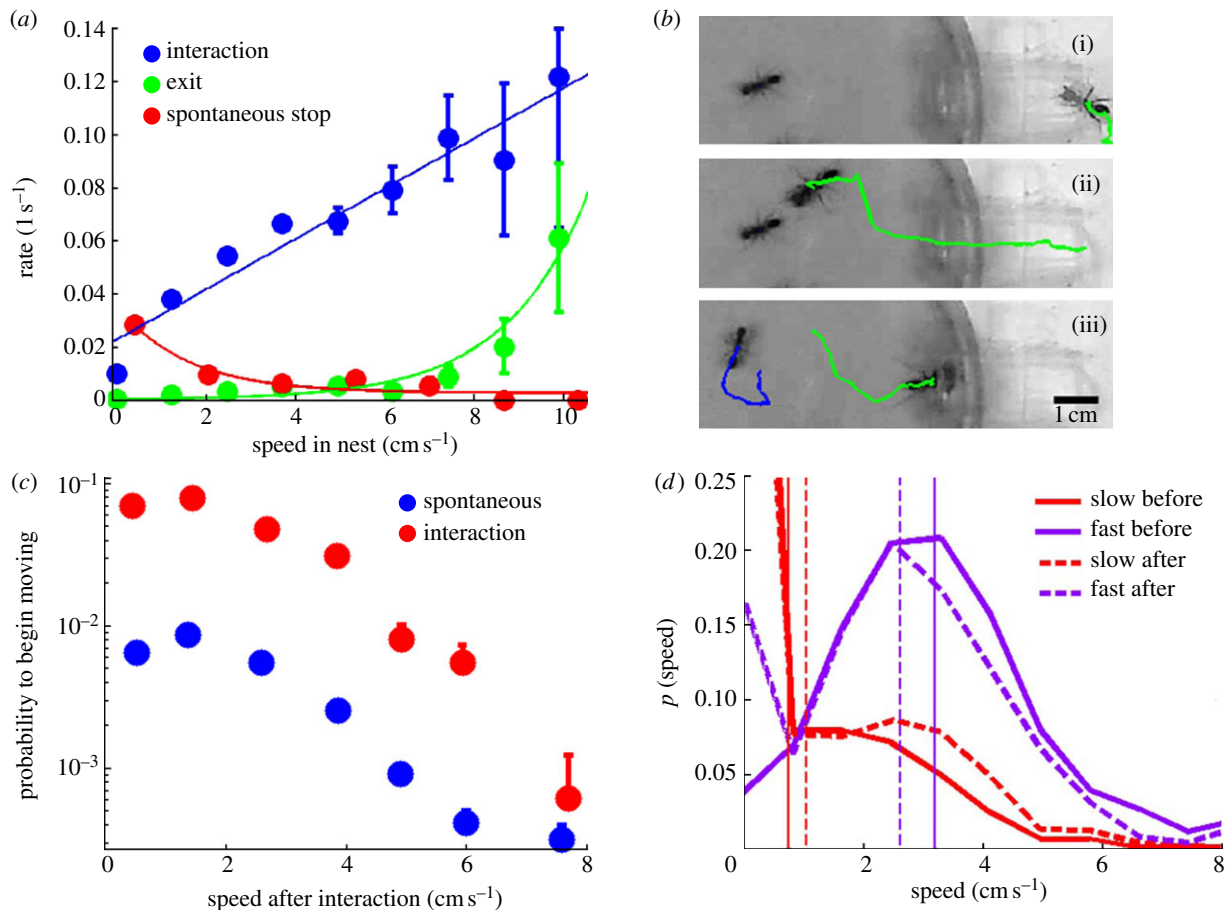 (a)
0.14
0.12
0.10
0.08
0.06
0.04
0.02
0
rate (1 s⁻¹)
interaction
exit
spontaneous stop
0 2 4 6 8 10
speed in nest (cm s⁻¹)
(b)
(i)
(ii)
(iii)
1 cm
(c)
10⁻¹
10⁻²
10⁻³
probability to begin moving
spontaneous
interaction
0 2 4 6 8
speed after interaction (cm s⁻¹)
(d)
0.25
0.20
0.15
0.10
0.05
p (speed)
slow before
fast before
slow after
fast after
0 2 4 6 8
speed (cm s⁻¹)